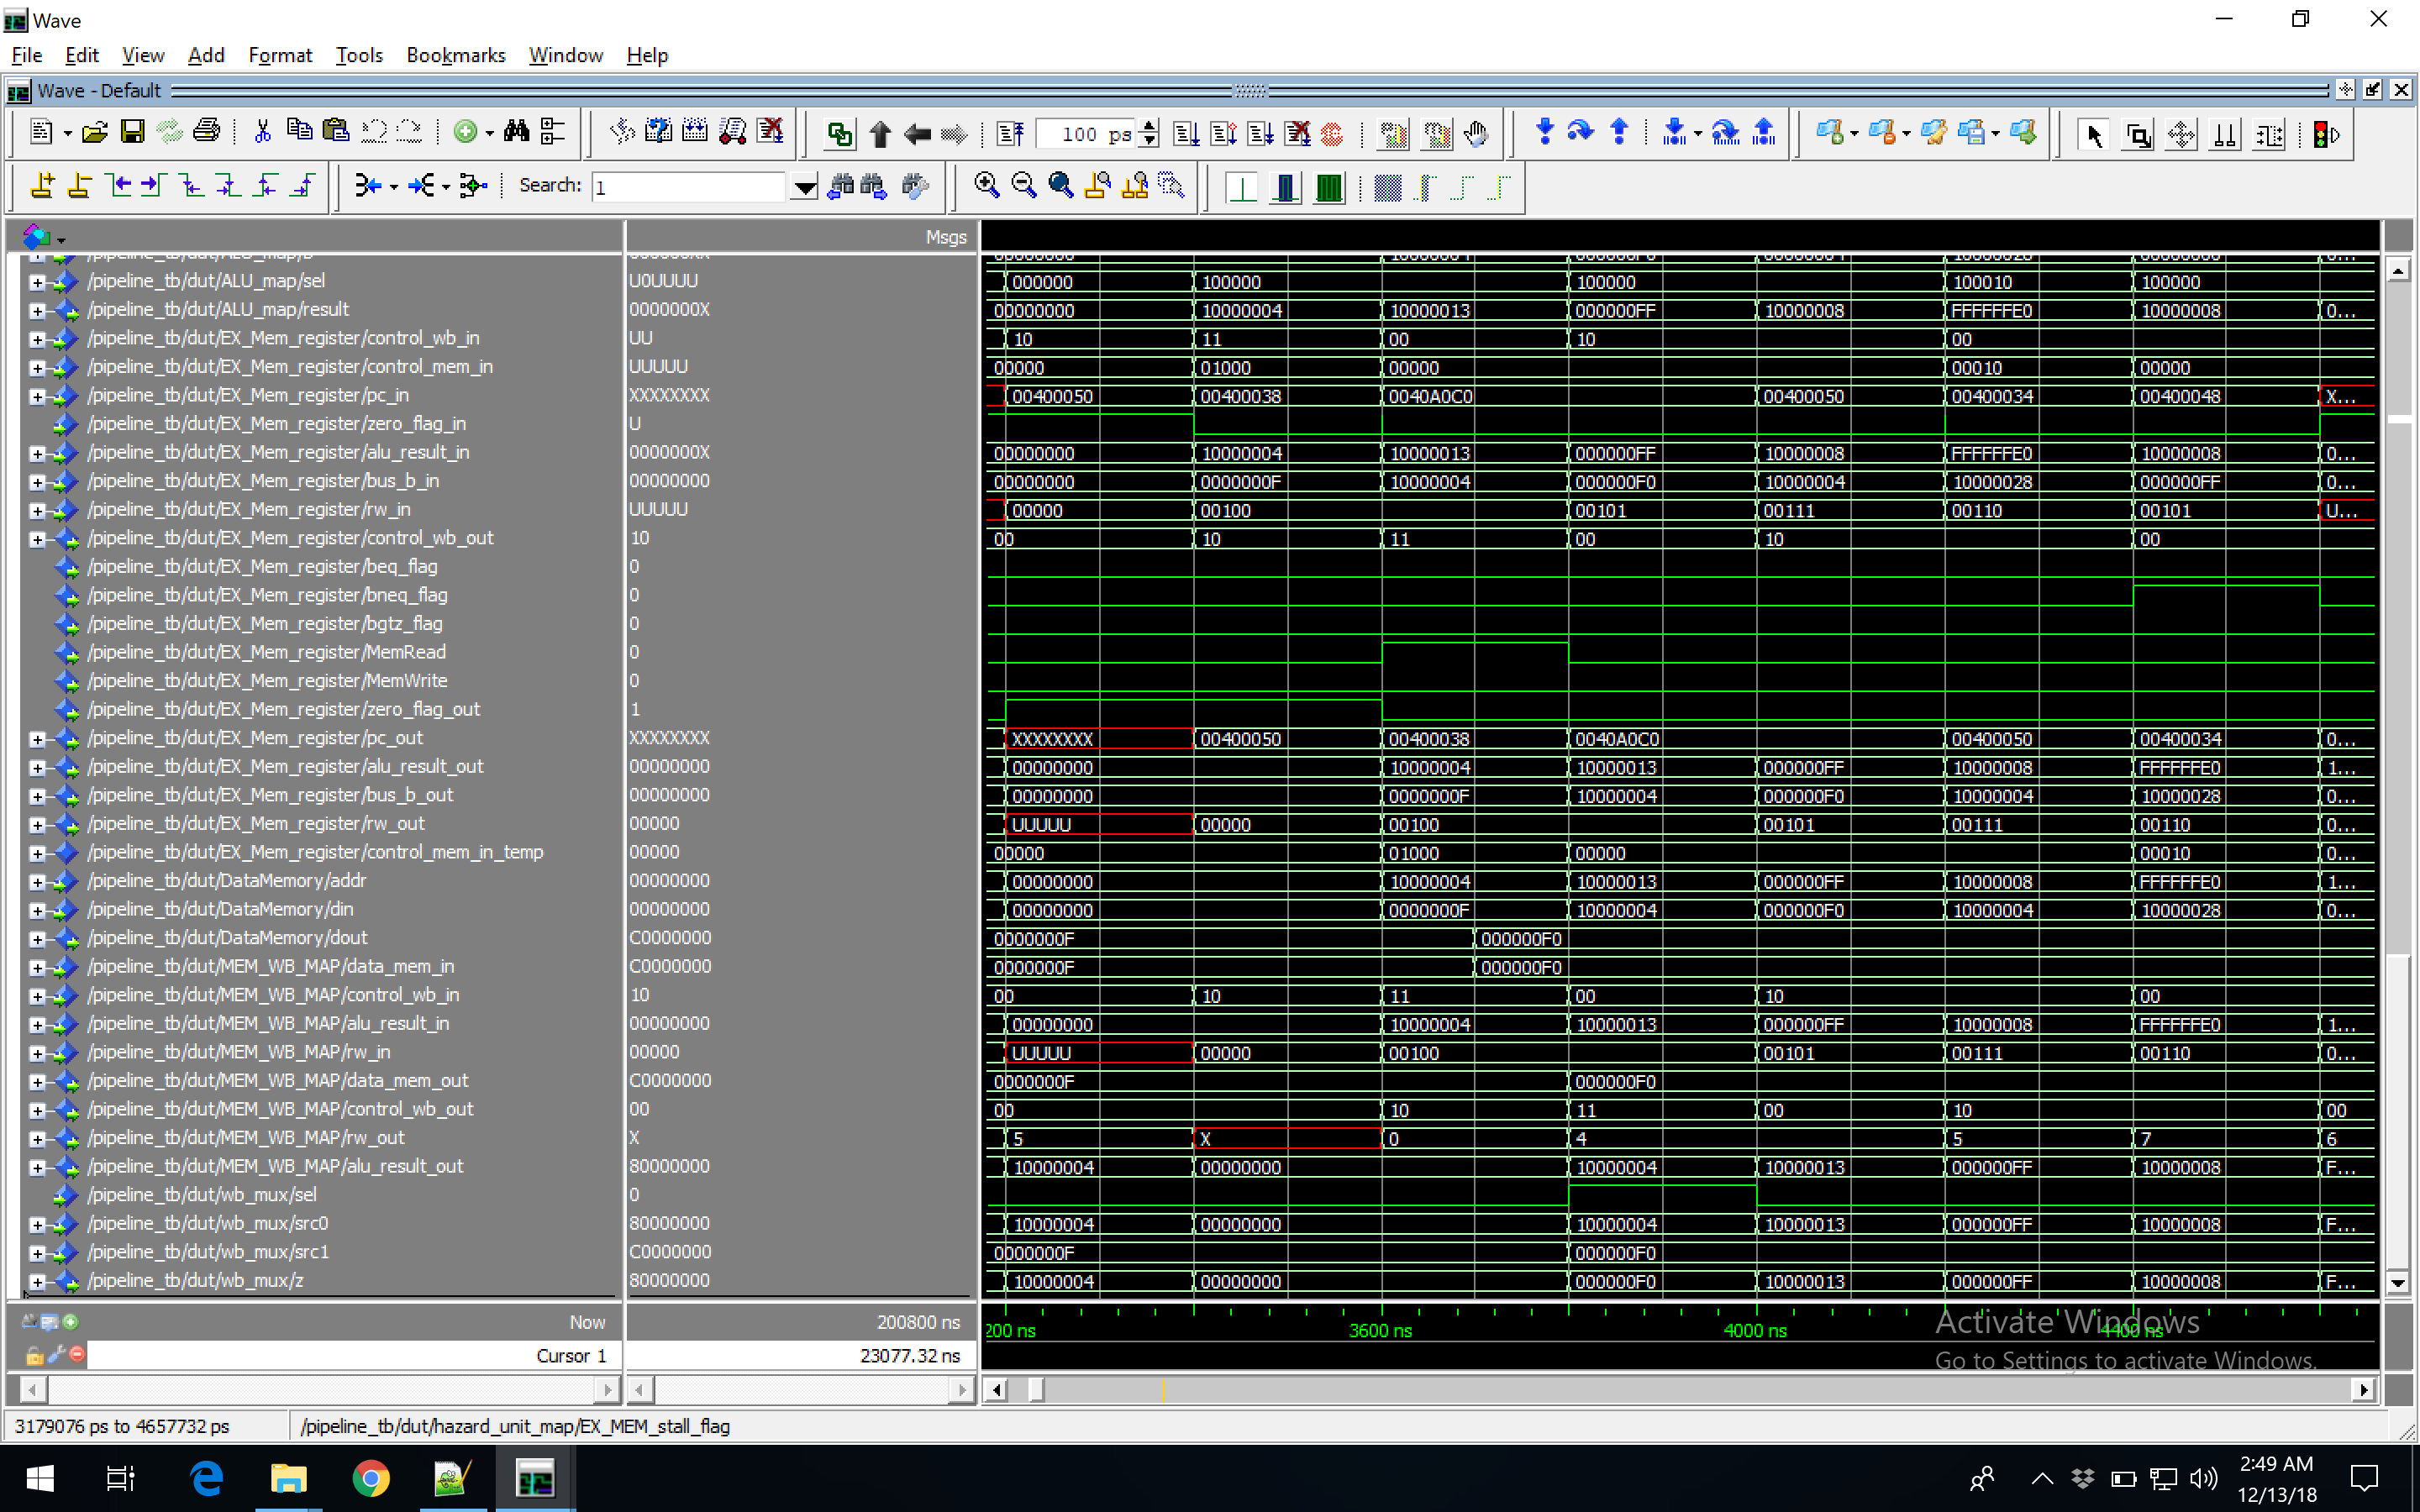 Wave
File Edit View Add Format Tools Bookmarks Window Help
Wave - Default
100 ps
Search: 1
Msgs
/pipeline_tb/dut/ALU_map/sel U0UUUU 000000 100000 100000 100010 100000
/pipeline_tb/dut/ALU_map/result 0000000X 00000000 10000004 10000013 000000FF 10000008 FFFFFFE0 10000008 0...
/pipeline_tb/dut/EX_Mem_register/control_wb_in UU 10 11 00 10 00
/pipeline_tb/dut/EX_Mem_register/control_mem_in UUUUU 00000 01000 00000 00010 00000
/pipeline_tb/dut/EX_Mem_register/pc_in XXXXXXXX 00400050 00400038 0040A0C0 00400050 00400034 00400048 X...
/pipeline_tb/dut/EX_Mem_register/zero_flag_in U
/pipeline_tb/dut/EX_Mem_register/alu_result_in 0000000X 00000000 10000004 10000013 000000FF 10000008 FFFFFFE0 10000008 0...
/pipeline_tb/dut/EX_Mem_register/bus_b_in 00000000 00000000 0000000F 10000004 000000F0 10000004 10000028 000000FF 0...
/pipeline_tb/dut/EX_Mem_register/rw_in UUUUU 00000 00100 00101 00111 00110 00101 U...
/pipeline_tb/dut/EX_Mem_register/control_wb_out 10 00 10 11 00 10 00
/pipeline_tb/dut/EX_Mem_register/beq_flag 0
/pipeline_tb/dut/EX_Mem_register/bneq_flag 0
/pipeline_tb/dut/EX_Mem_register/bgtz_flag 0
/pipeline_tb/dut/EX_Mem_register/MemRead 0
/pipeline_tb/dut/EX_Mem_register/MemWrite 0
/pipeline_tb/dut/EX_Mem_register/zero_flag_out 1
/pipeline_tb/dut/EX_Mem_register/pc_out XXXXXXXX XXXXXXXX 00400050 00400038 0040A0C0 00400050 00400034 0...
/pipeline_tb/dut/EX_Mem_register/alu_result_out 00000000 00000000 10000004 10000013 000000FF 10000008 FFFFFFE0 1...
/pipeline_tb/dut/EX_Mem_register/bus_b_out 00000000 00000000 0000000F 10000004 000000F0 10000004 10000028 0...
/pipeline_tb/dut/EX_Mem_register/rw_out 00000 UUUUU 00000 00100 00101 00111 00110 0...
/pipeline_tb/dut/EX_Mem_register/control_mem_in_temp 00000 00000 01000 00000 00010 0...
/pipeline_tb/dut/DataMemory/addr 00000000 00000000 10000004 10000013 000000FF 10000008 FFFFFFE0 1...
/pipeline_tb/dut/DataMemory/din 00000000 00000000 0000000F 10000004 000000F0 10000004 10000028 0...
/pipeline_tb/dut/DataMemory/dout C0000000 0000000F 000000F0
/pipeline_tb/dut/MEM_WB_MAP/data_mem_in C0000000 0000000F 000000F0
/pipeline_tb/dut/MEM_WB_MAP/control_wb_in 10 00 10 11 00 10 00
/pipeline_tb/dut/MEM_WB_MAP/alu_result_in 00000000 00000000 10000004 10000013 000000FF 10000008 FFFFFFE0 1...
/pipeline_tb/dut/MEM_WB_MAP/rw_in 00000 UUUUU 00000 00100 00101 00111 00110 0...
/pipeline_tb/dut/MEM_WB_MAP/data_mem_out C0000000 0000000F 000000F0
/pipeline_tb/dut/MEM_WB_MAP/control_wb_out 00 00 10 11 00 10 00
/pipeline_tb/dut/MEM_WB_MAP/rw_out X 5 X 0 4 5 7 6
/pipeline_tb/dut/MEM_WB_MAP/alu_result_out 80000000 10000004 00000000 10000004 10000013 000000FF 10000008 F...
/pipeline_tb/dut/wb_mux/sel 0
/pipeline_tb/dut/wb_mux/src0 80000000 10000004 00000000 10000004 10000013 000000FF 10000008 F...
/pipeline_tb/dut/wb_mux/src1 C0000000 0000000F 000000F0
/pipeline_tb/dut/wb_mux/z 80000000 10000004 00000000 000000F0 10000013 000000FF 10000008 F...
Now 200800 ns 200 ns 3600 ns 4000 ns 4400 ns
Activate Windows
Cursor 1 23077.32 ns
Go to Settings to activate Windows.
3179076 ps to 4657732 ps /pipeline_tb/dut/hazard_unit_map/EX_MEM_stall_flag
2:49 AM
12/13/18